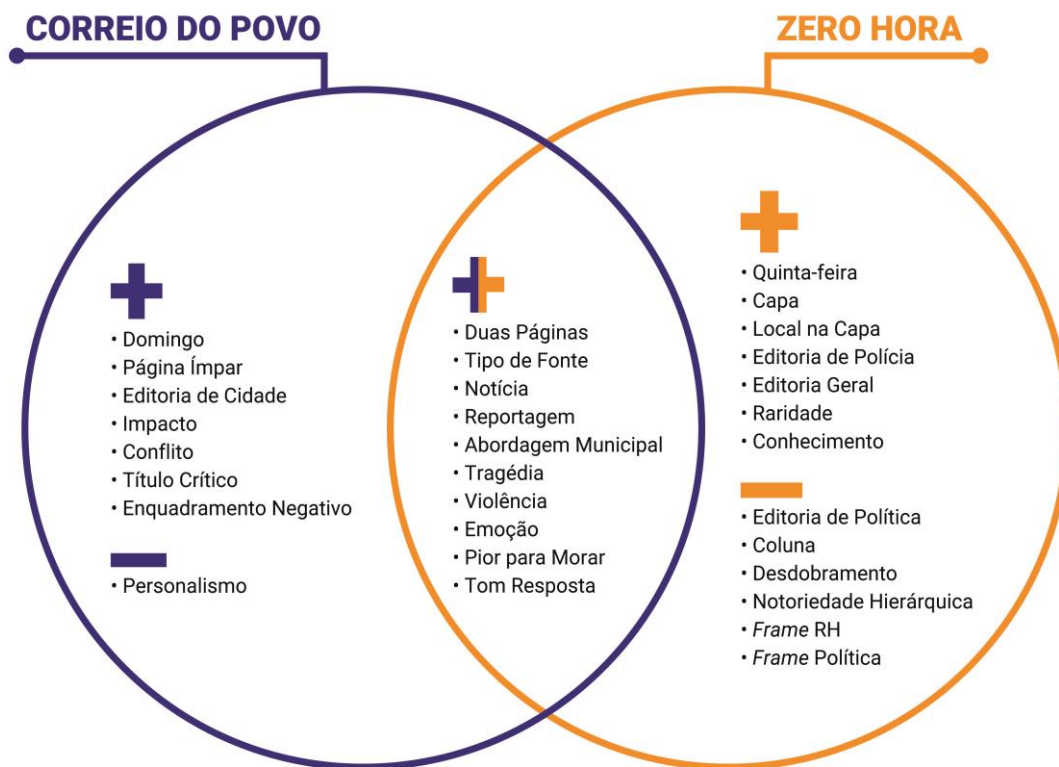 CORREIO DO POVO
ZERO HORA
• Domingo
• Página Ímpar
• Editoria de Cidade
• Impacto
• Conflito
• Título Crítico
• Enquadramento Negativo
• Personalismo
• Duas Páginas
• Tipo de Fonte
• Notícia
• Reportagem
• Abordagem Municipal
• Tragédia
• Violência
• Emoção
• Pior para Morar
• Tom Resposta
• Quinta-feira
• Capa
• Local na Capa
• Editoria de Polícia
• Editoria Geral
• Raridade
• Conhecimento
• Editoria de Política
• Coluna
• Desdobramento
• Notoriedade Hierárquica
• Frame RH
• Frame Política